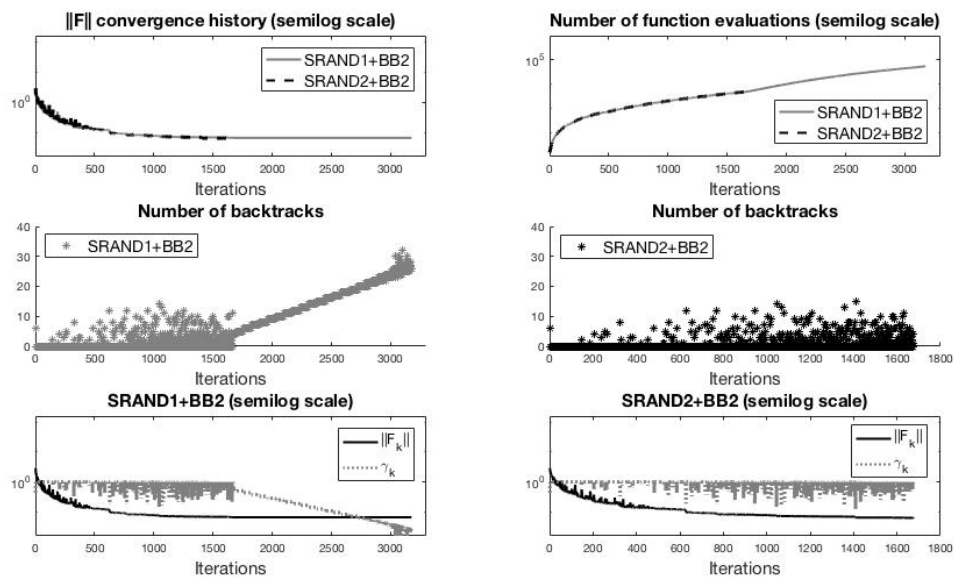 ‖F‖ convergence history (semilog scale)
10^0
SRAND1+BB2
SRAND2+BB2
0 500 1000 1500 2000 2500 3000
Iterations
Number of function evaluations (semilog scale)
10^5
SRAND1+BB2
SRAND2+BB2
0 500 1000 1500 2000 2500 3000
Iterations
Number of backtracks
40
30
20
10
0
SRAND1+BB2
0 500 1000 1500 2000 2500 3000
Iterations
Number of backtracks
40
30
20
10
0
SRAND2+BB2
0 200 400 600 800 1000 1200 1400 1600 1800
Iterations
SRAND1+BB2 (semilog scale)
10^0
‖F_k‖
γ_k
0 500 1000 1500 2000 2500 3000
Iterations
SRAND2+BB2 (semilog scale)
10^0
‖F_k‖
γ_k
0 200 400 600 800 1000 1200 1400 1600 1800
Iterations